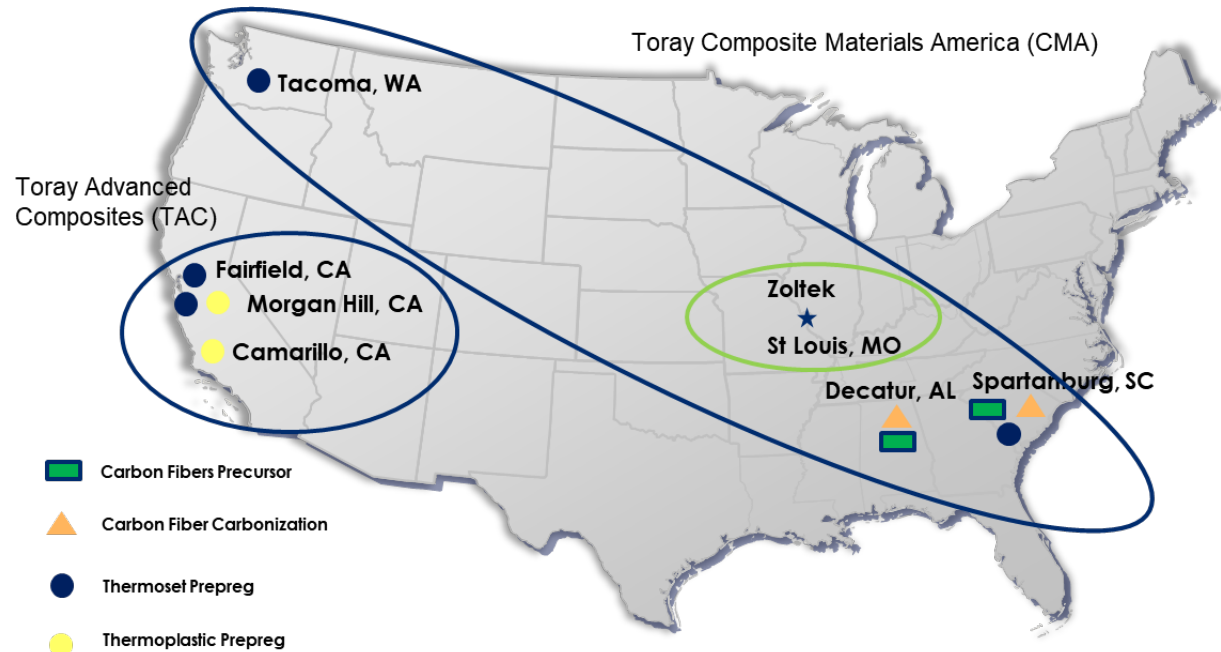 Toray Composite Materials America (CMA)
Tacoma, WA
Toray Advanced
Composites (TAC)
Fairfield, CA
Morgan Hill, CA
Camarillo, CA
Zoltek
St Louis, MO
Decatur, AL
Spartanburg, SC
Carbon Fibers Precursor
Carbon Fiber Carbonization
Thermoset Prepreg
Thermoplastic Prepreg